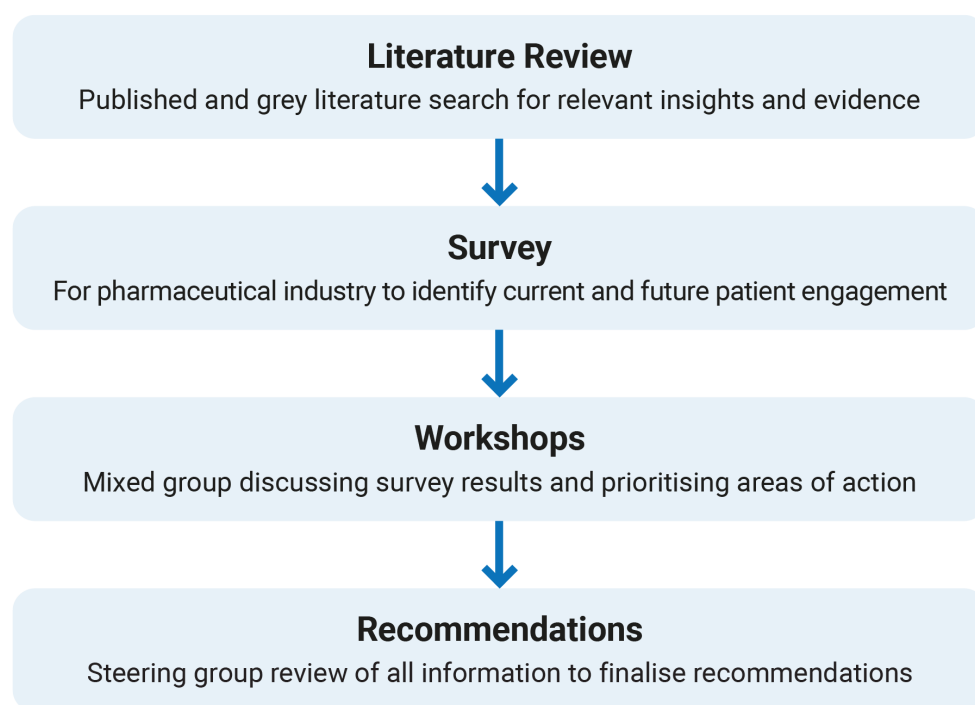 Literature Review
Published and grey literature search for relevant insights and evidence
Survey
For pharmaceutical industry to identify current and future patient engagement
Workshops
Mixed group discussing survey results and prioritising areas of action
Recommendations
Steering group review of all information to finalise recommendations